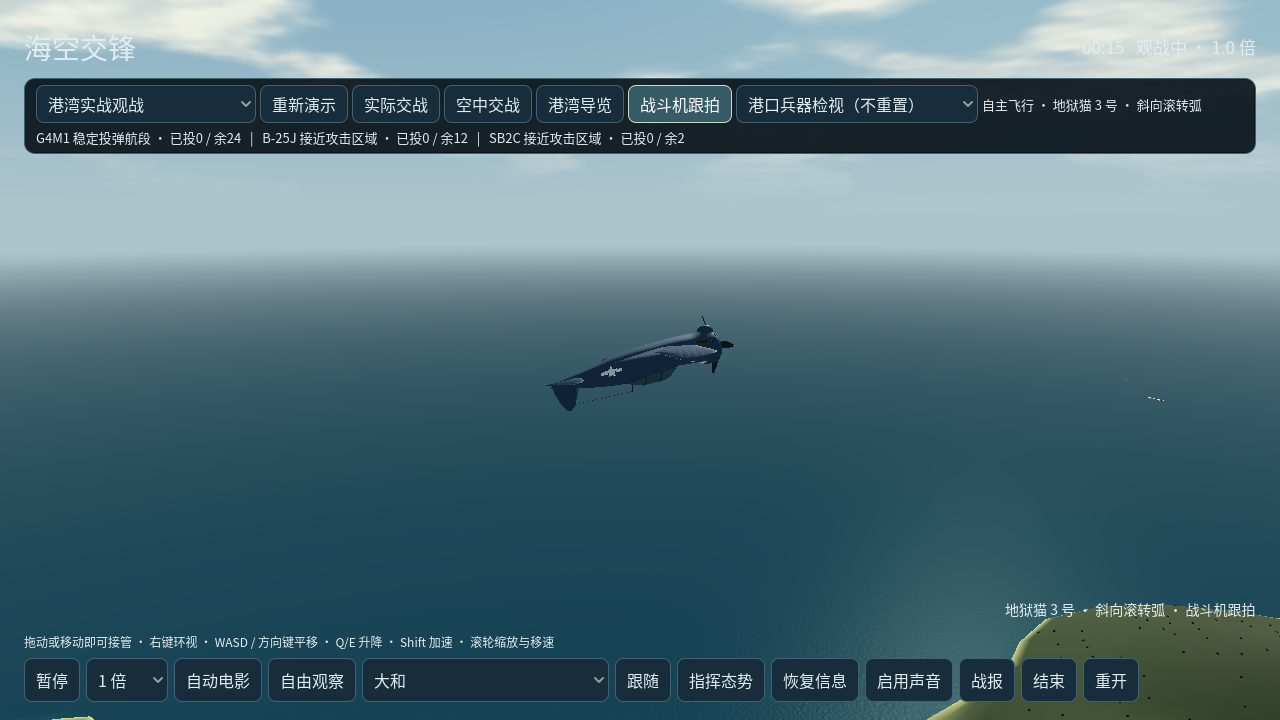 海空交锋
00:15 观战中 · 1.0 倍
港湾实战观战 重新演示 实际交战 空中交战 港湾导览 战斗机跟拍 港口兵器检视（不重置） 自主飞行 · 地狱猫 3 号 · 斜向滚转弧
G4M1 稳定投弹航段 · 已投0 / 余24 | B-25J 接近攻击区域 · 已投0 / 余12 | SB2C 接近攻击区域 · 已投0 / 余2
地狱猫 3 号 · 斜向滚转弧 · 战斗机跟拍
拖动或移动即可接管 · 右键环视 · WASD / 方向键平移 · Q/E 升降 · Shift 加速 · 滚轮缩放与移速
暂停 1 倍 自动电影 自由观察 大和 跟随 指挥态势 恢复信息 启用声音 战报 结束 重开